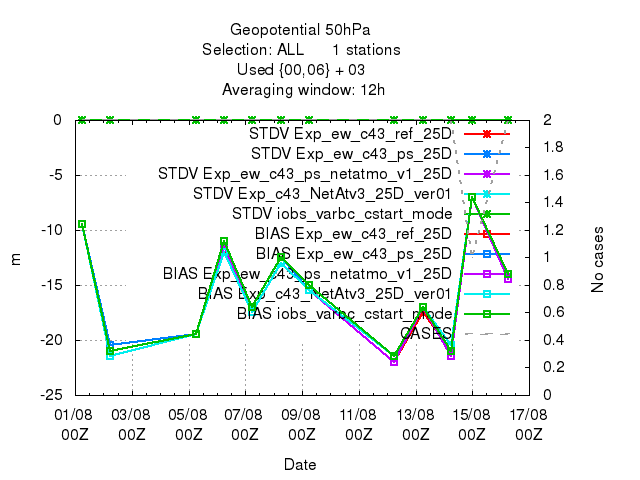 Geopotential 50hPa
Selection: ALL 1 stations
Used {00,06} + 03
Averaging window: 12h
0 2
STDV Exp_ew_c43_ref_25D
1.8
STDV Exp_ew_c43_ps_25D
-5 STDV Exp_ew_c43_ps_netatmo_v1_25D 1.6
STDV Exp_c43_NetAtv3_25D_ver01
1.4
STDV iobs_varbc_cstart_mode
-10 BIAS Exp_ew_c43_ref_25D 1.2
BIAS Exp_ew_c43_ps_25D 1
m No cases
BIAS Exp_ew_c43_ps_netatmo_v1_25D
-15 0.8
BIAS Exp_c43_NetAtv3_25D_ver01
BIAS iobs_varbc_cstart_mode 0.6
CASES
-20 0.4
0.2
-25 0
01/08 03/08 05/08 07/08 09/08 11/08 13/08 15/08 17/08
00Z 00Z 00Z 00Z 00Z 00Z 00Z 00Z 00Z
Date